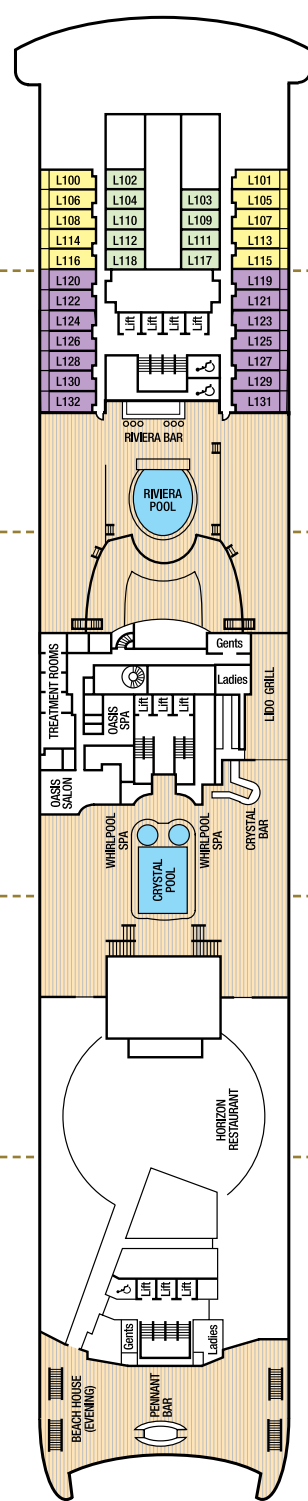 L100 L102 L101
L106 L104 L103 L105
L108 L110 L109 L107
L114 L112 L111 L113
L116 L118 L117 L115
L120 L119
L122 L121
L124 Lift Lift Lift Lift L123
L126 L125
L128 L127
L130 L129
L132 L131
RIVIERA BAR
RIVIERA
POOL
Gents
Ladies
TREATMENT ROOMS
LIDO GRILL
OASIS
SPA
Lift Lift Lift
OASIS
SALON
WHIRLPOOL
SPA
WHIRLPOOL
SPA
CRYSTAL
BAR
CRYSTAL
POOL
HORIZON
RESTAURANT
Lift Lift Lift
Gents
Ladies
BEACH HOUSE
(EVENING)
PENNANT
BAR